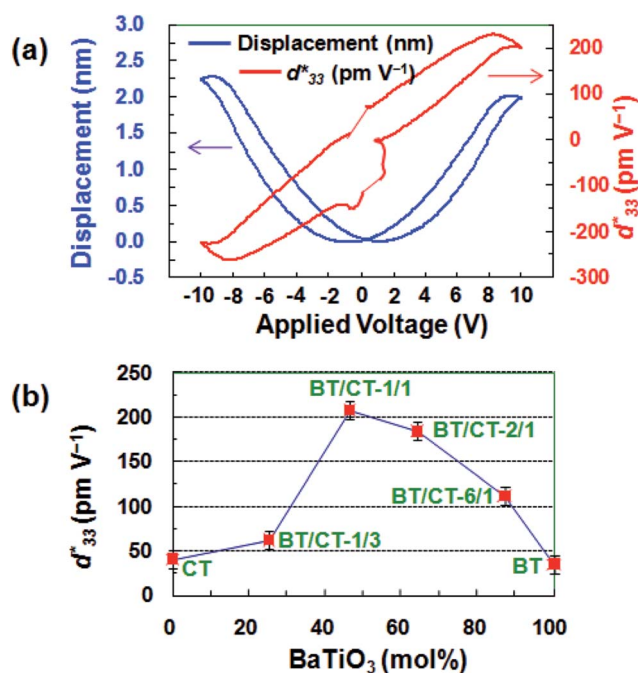 (a)
Displacement (nm)
d*33 (pm V−1)
3.0
2.5
2.0
1.5
1.0
0.5
0.0
-0.5
Displacement (nm)
200
100
0
-100
-200
-300
d*33 (pm V−1)
-10 -8 -6 -4 -2 0 2 4 6 8 10
Applied Voltage (V)
(b)
250
200
150
100
50
0
d*33 (pm V−1)
BT/CT-1/1
BT/CT-2/1
BT/CT-6/1
BT/CT-1/3
CT
BT
0 20 40 60 80 100
BaTiO3 (mol%)